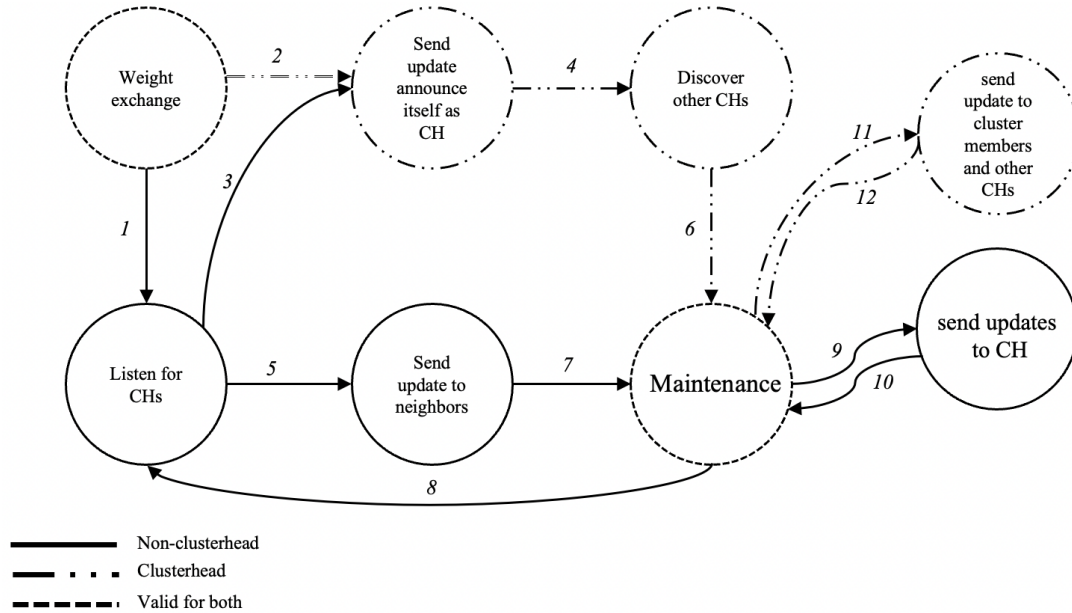 Weight
exchange
2
Send
update
announce
itself as
CH
4
Discover
other CHs
send
update to
cluster
members
and other
CHs
11
12
3
1
6
Listen for
CHs
5
Send
update to
neighbors
7
Maintenance
9
10
send updates
to CH
8
Non-clusterhead
Clusterhead
Valid for both